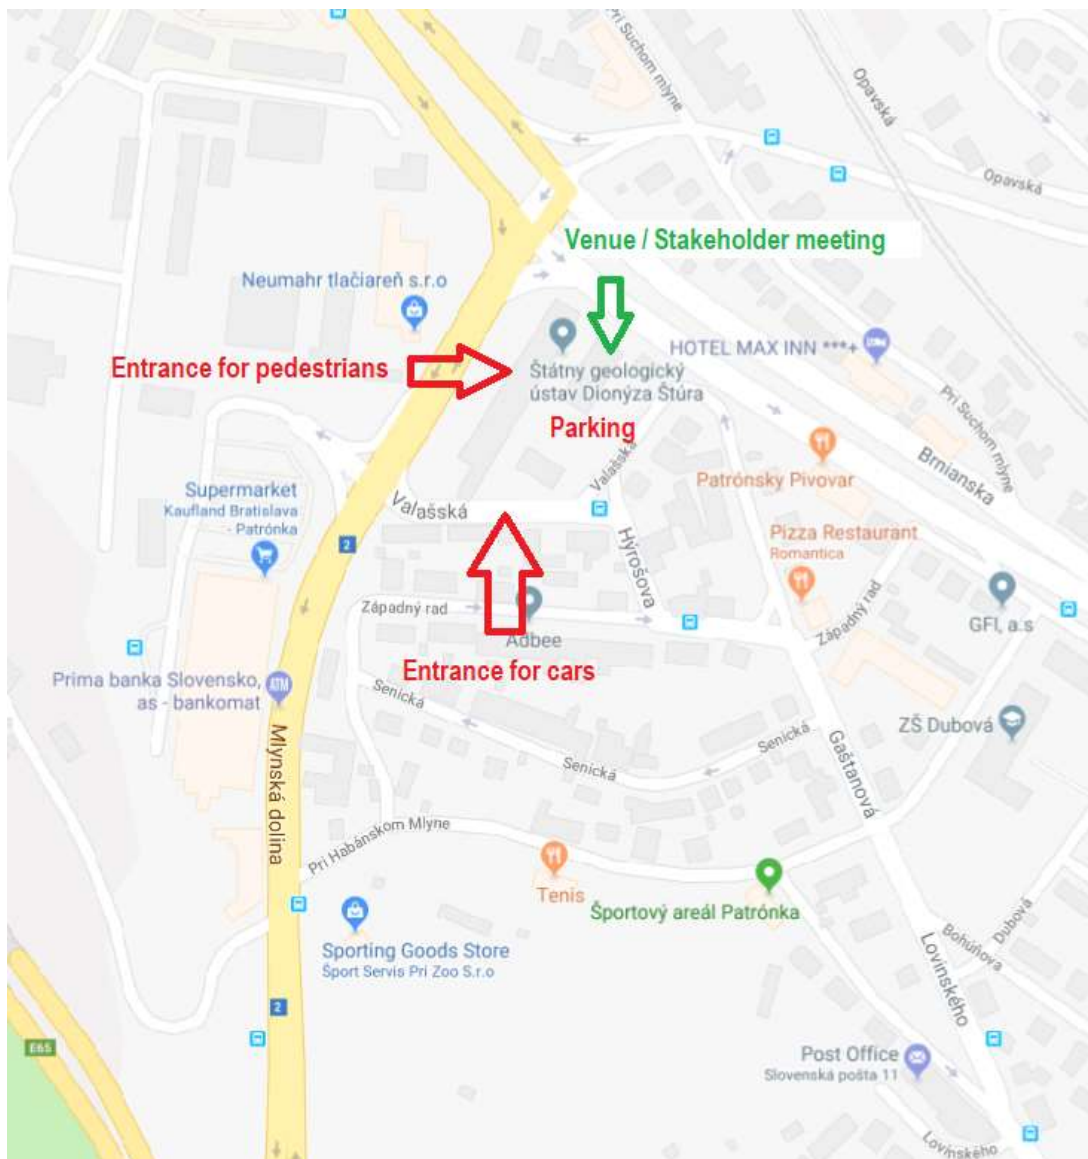 Pri Suchom mlyne
Opavská
Opavská
Venue / Stakeholder meeting
Neumahr tlačiareň s.r.o
HOTEL MAX INN ***+
Entrance for pedestrians
Štátny geologický
ústav Dionýza Štúra
Parking
Pri Suchom mlyne
Valašská
Patrónsky Pivovar
Brnianska
Supermarket
Kaufland Bratislava
- Patrónka
Valašská
2
Hýrošova
Pizza Restaurant
Romantica
Západný rad
Adbee
Západný rad
GFI, a.s
Entrance for cars
Prima banka Slovensko,
as - bankomat
ATM
Senická
Senická
Senická
ZŠ Dubová
Mlynská dolina
Gaštanová
Pri Habánskom Mlyne
Tenis
Športový areál Patrónka
Sporting Goods Store
Šport Servis Pri Zoo S.r.o
Lovinského
Bohúňova
Dubová
2
E65
Post Office
Slovenská pošta 11
Lovinského